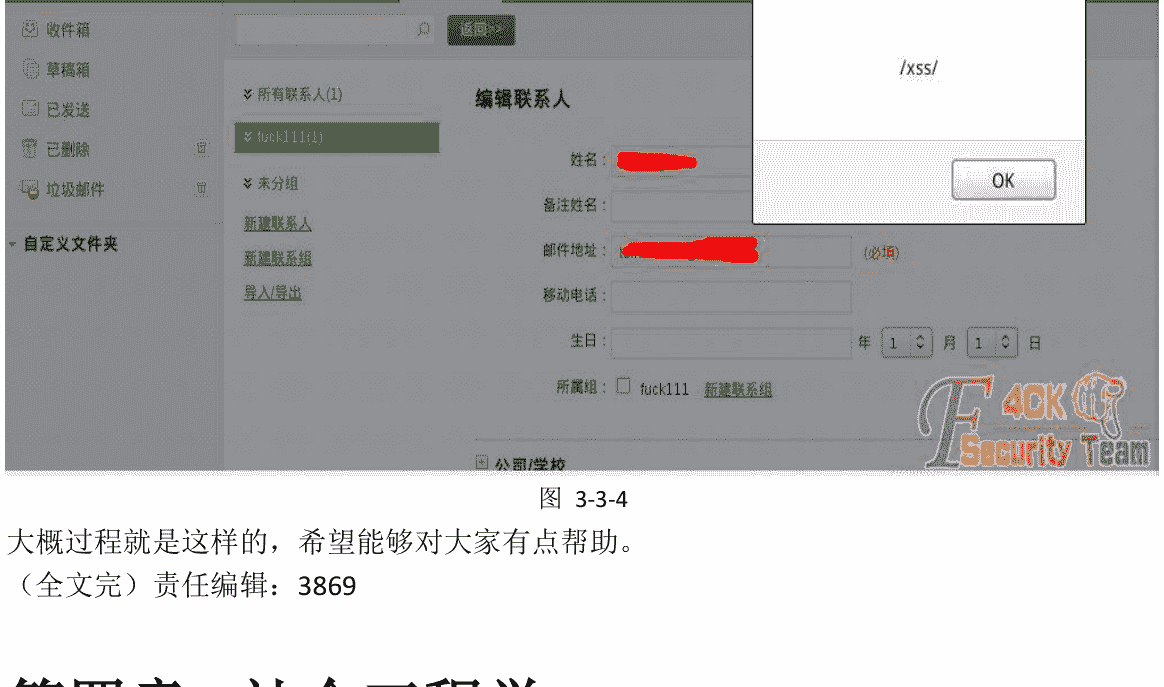 收件箱
草稿箱
已发送
已删除
垃圾邮件
自定义文件夹
返回>>
所有联系人(1)
fuck111(1)
未分组
新建联系人
新建联系组
导入/导出
编辑联系人
姓名：
备注姓名：
邮件地址：
(必填)
移动电话：
生日：
年 1 月 1 日
所属组： fuck111 新建联系组
公司/学校
/xss/
OK
F4CK
Security Team
图 3-3-4
大概过程就是这样的，希望能够对大家有点帮助。
（全文完）责任编辑：3869